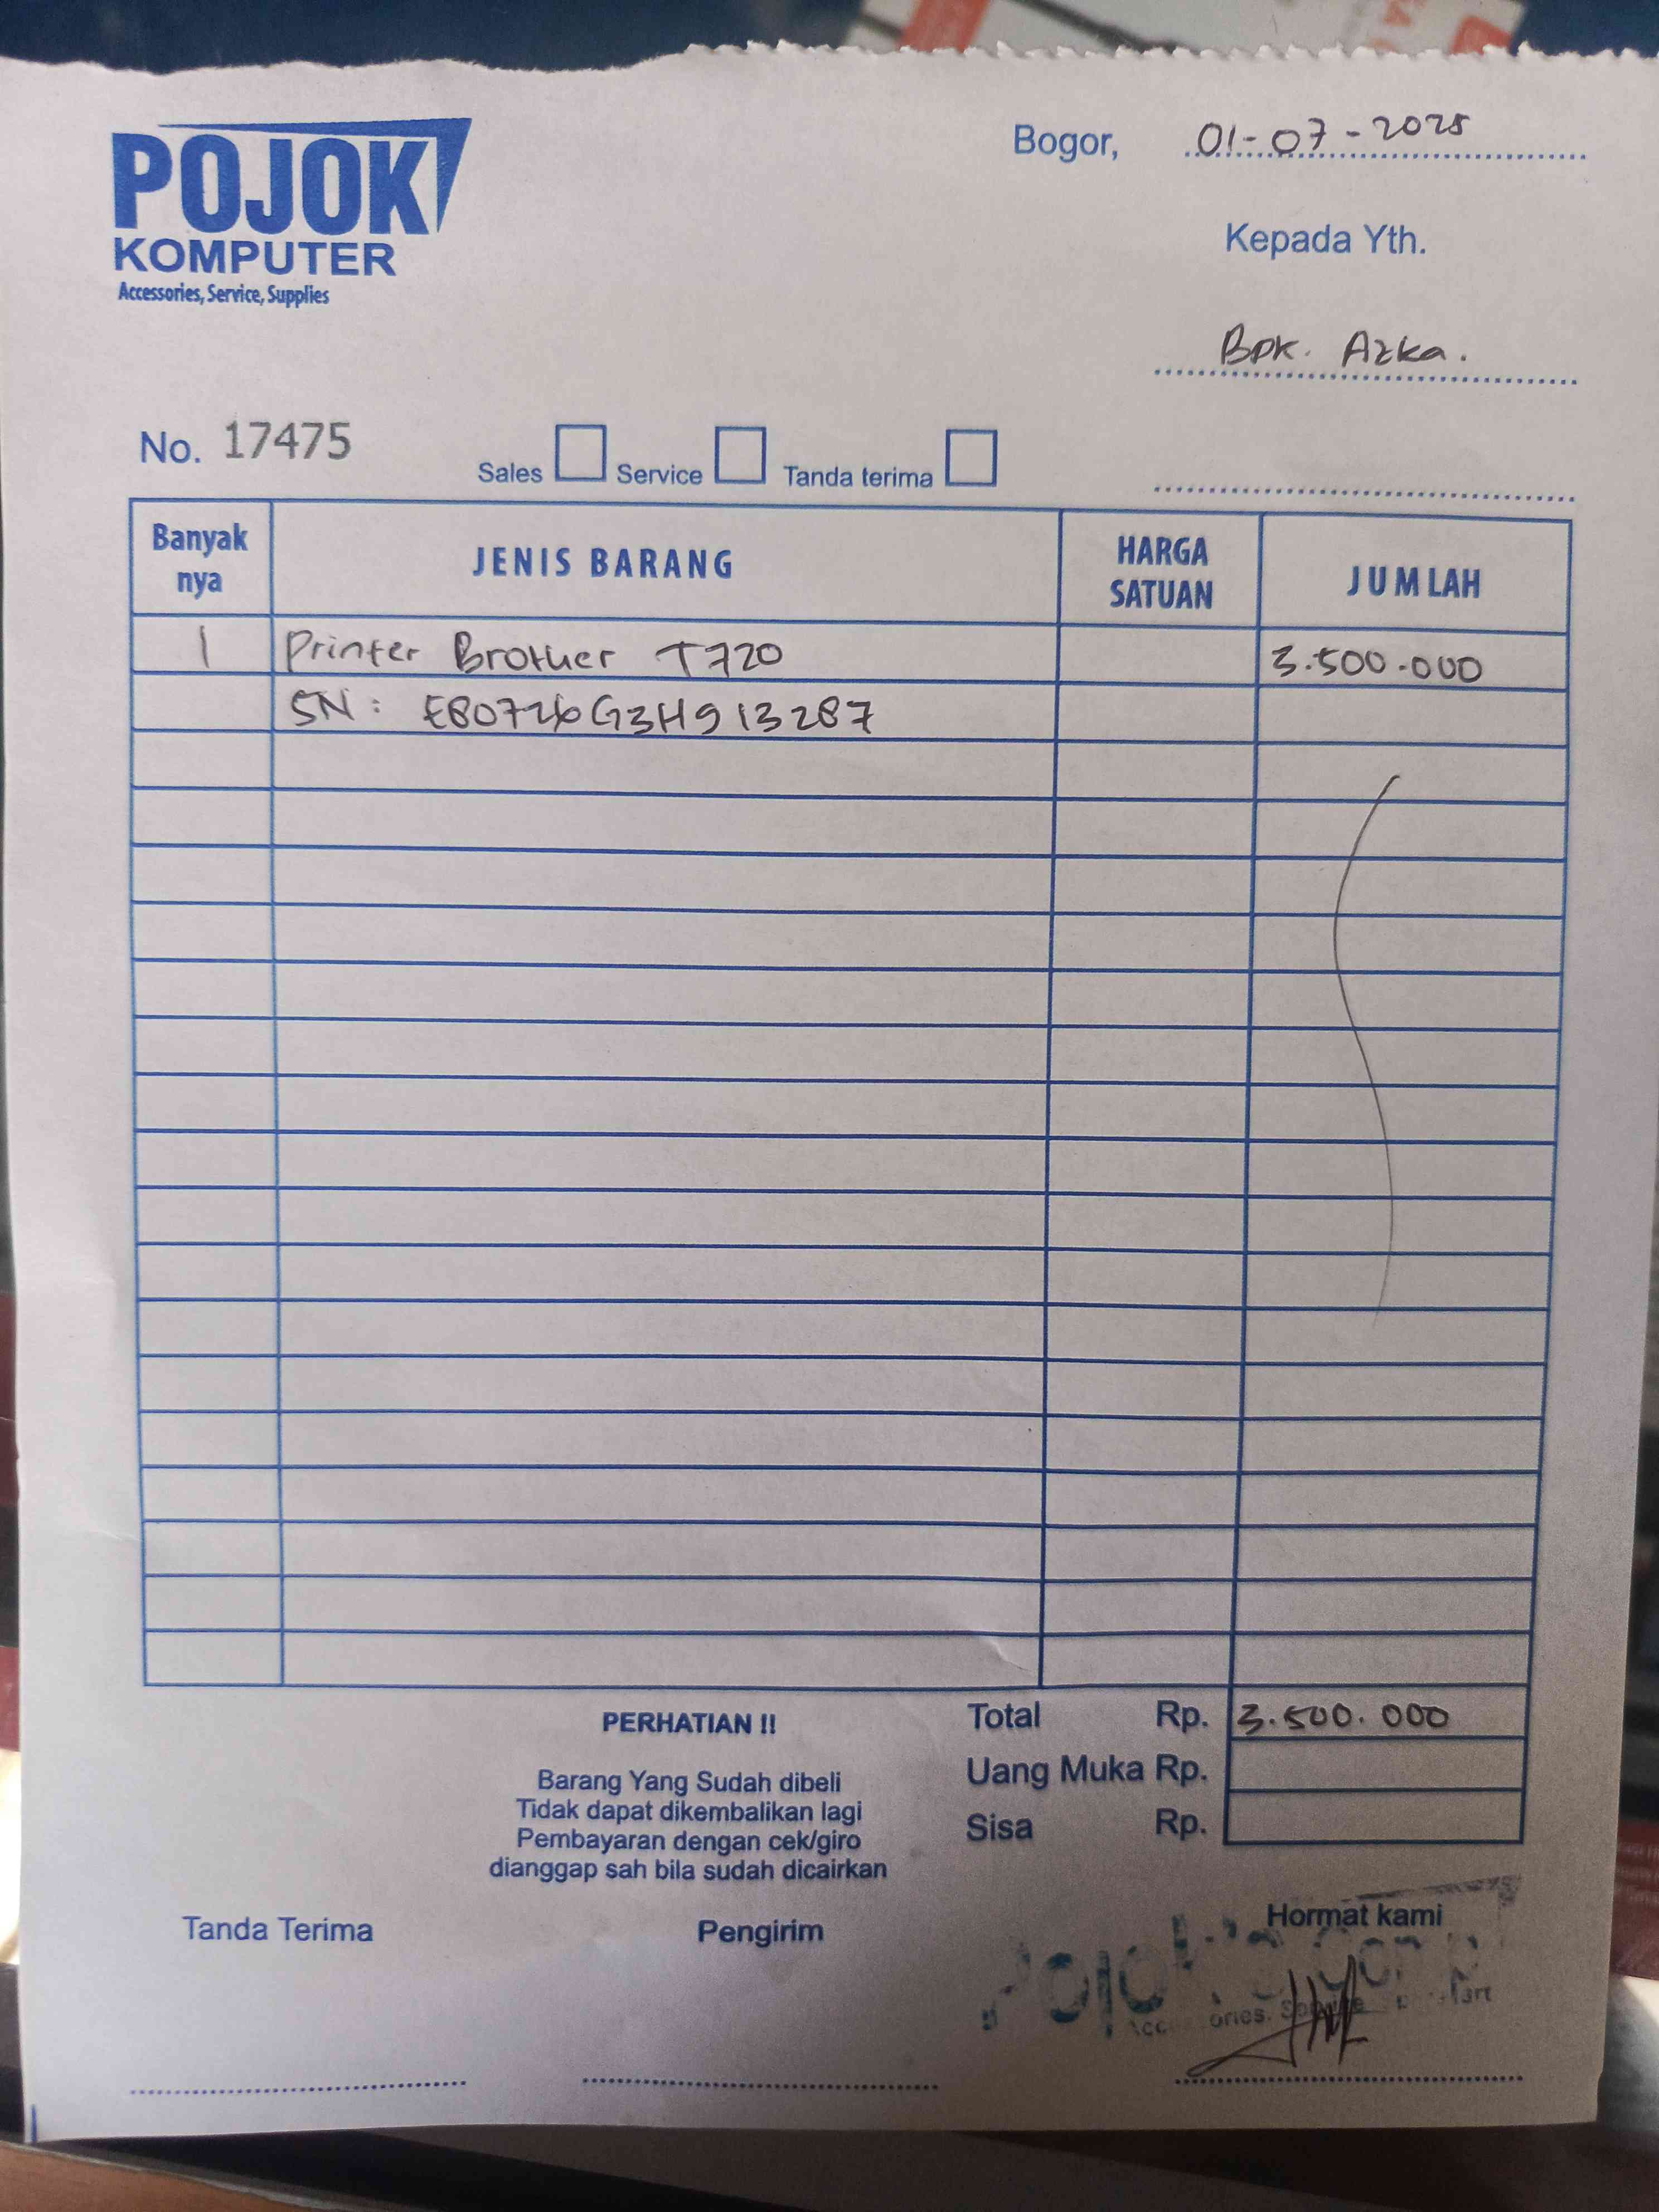 POJOK
KOMPUTER
Accessories, Service, Supplies
Bogor, 01-07-2025
Kepada Yth.
Bpk. Azka.
No. 17475
Sales Service Tanda terima
Banyak nya JENIS BARANG HARGA SATUAN JUMLAH
1 Printer Brother T720 3.500.000
SN:
Total Rp. 3.500.000
Uang Muka Rp.
Sisa Rp.
PERHATIAN !!
Barang Yang Sudah dibeli
Tidak dapat dikembalikan lagi
Pembayaran dengan cek/giro
dianggap sah bila sudah dicairkan
Tanda Terima Pengirim Hormat kami